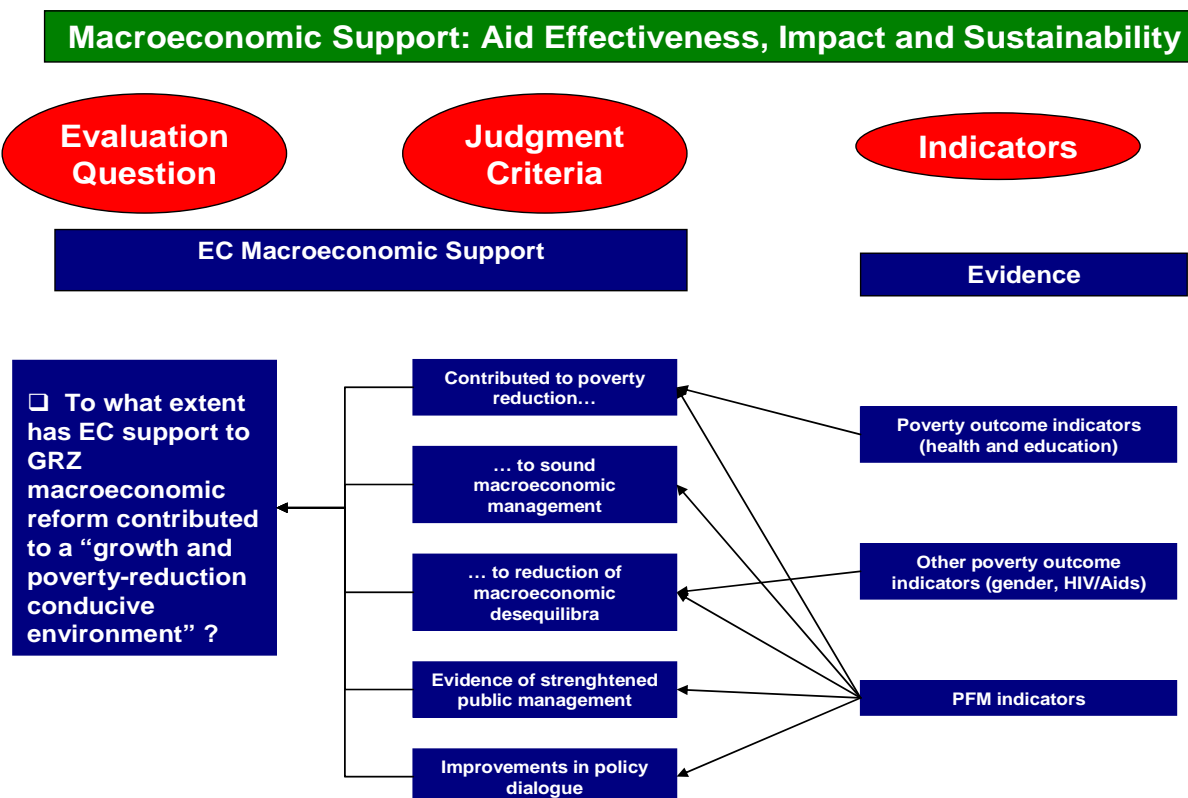 Macroeconomic Support: Aid Effectiveness, Impact and Sustainability
Evaluation
Question
Judgment
Criteria
Indicators
EC Macroeconomic Support
Evidence
❑ To what extent
has EC support to
GRZ
macroeconomic
reform contributed
to a “growth and
poverty-reduction
conducive
environment” ?
Contributed to poverty
reduction…
… to sound
macroeconomic
management
… to reduction of
macroeconomic
desequilibra
Evidence of strenghtened
public management
Improvements in policy
dialogue
Poverty outcome indicators
(health and education)
Other poverty outcome
indicators (gender, HIV/Aids)
PFM indicators